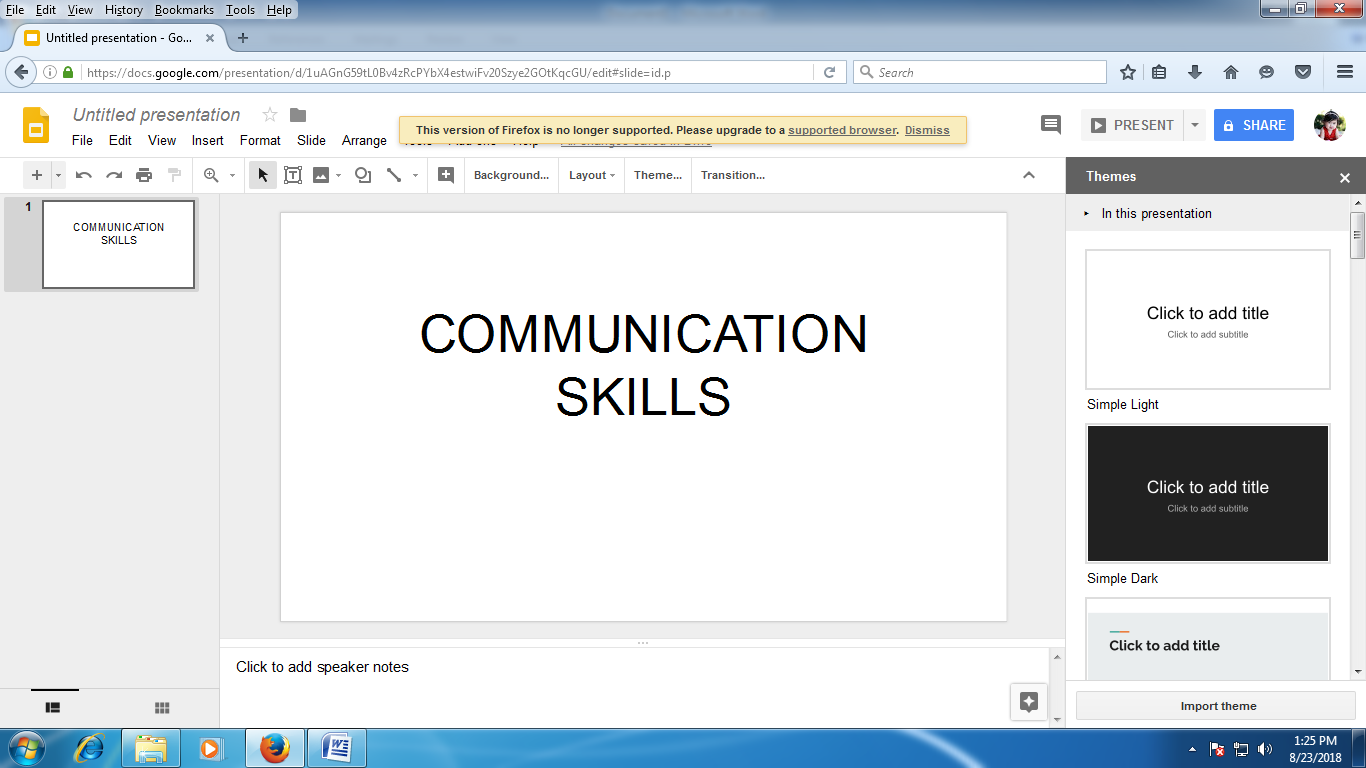 File Edit View History Bookmarks Tools Help
Untitled presentation - Go...
https://docs.google.com/presentation/d/1uAGnG59tL0Bv4zRcPYbX4estwiFv20Szye2GOtKqcGU/edit#slide=id.p
Search
Untitled presentation
This version of Firefox is no longer supported. Please upgrade to a supported browser. Dismiss
PRESENT
SHARE
File Edit View Insert Format Slide Arrange
Background... Layout Theme... Transition...
Themes
1
COMMUNICATION
SKILLS
COMMUNICATION
SKILLS
In this presentation
Click to add title
Click to add subtitle
Simple Light
Click to add title
Click to add subtitle
Simple Dark
Click to add title
Click to add speaker notes
Import theme
1:25 PM
8/23/2018